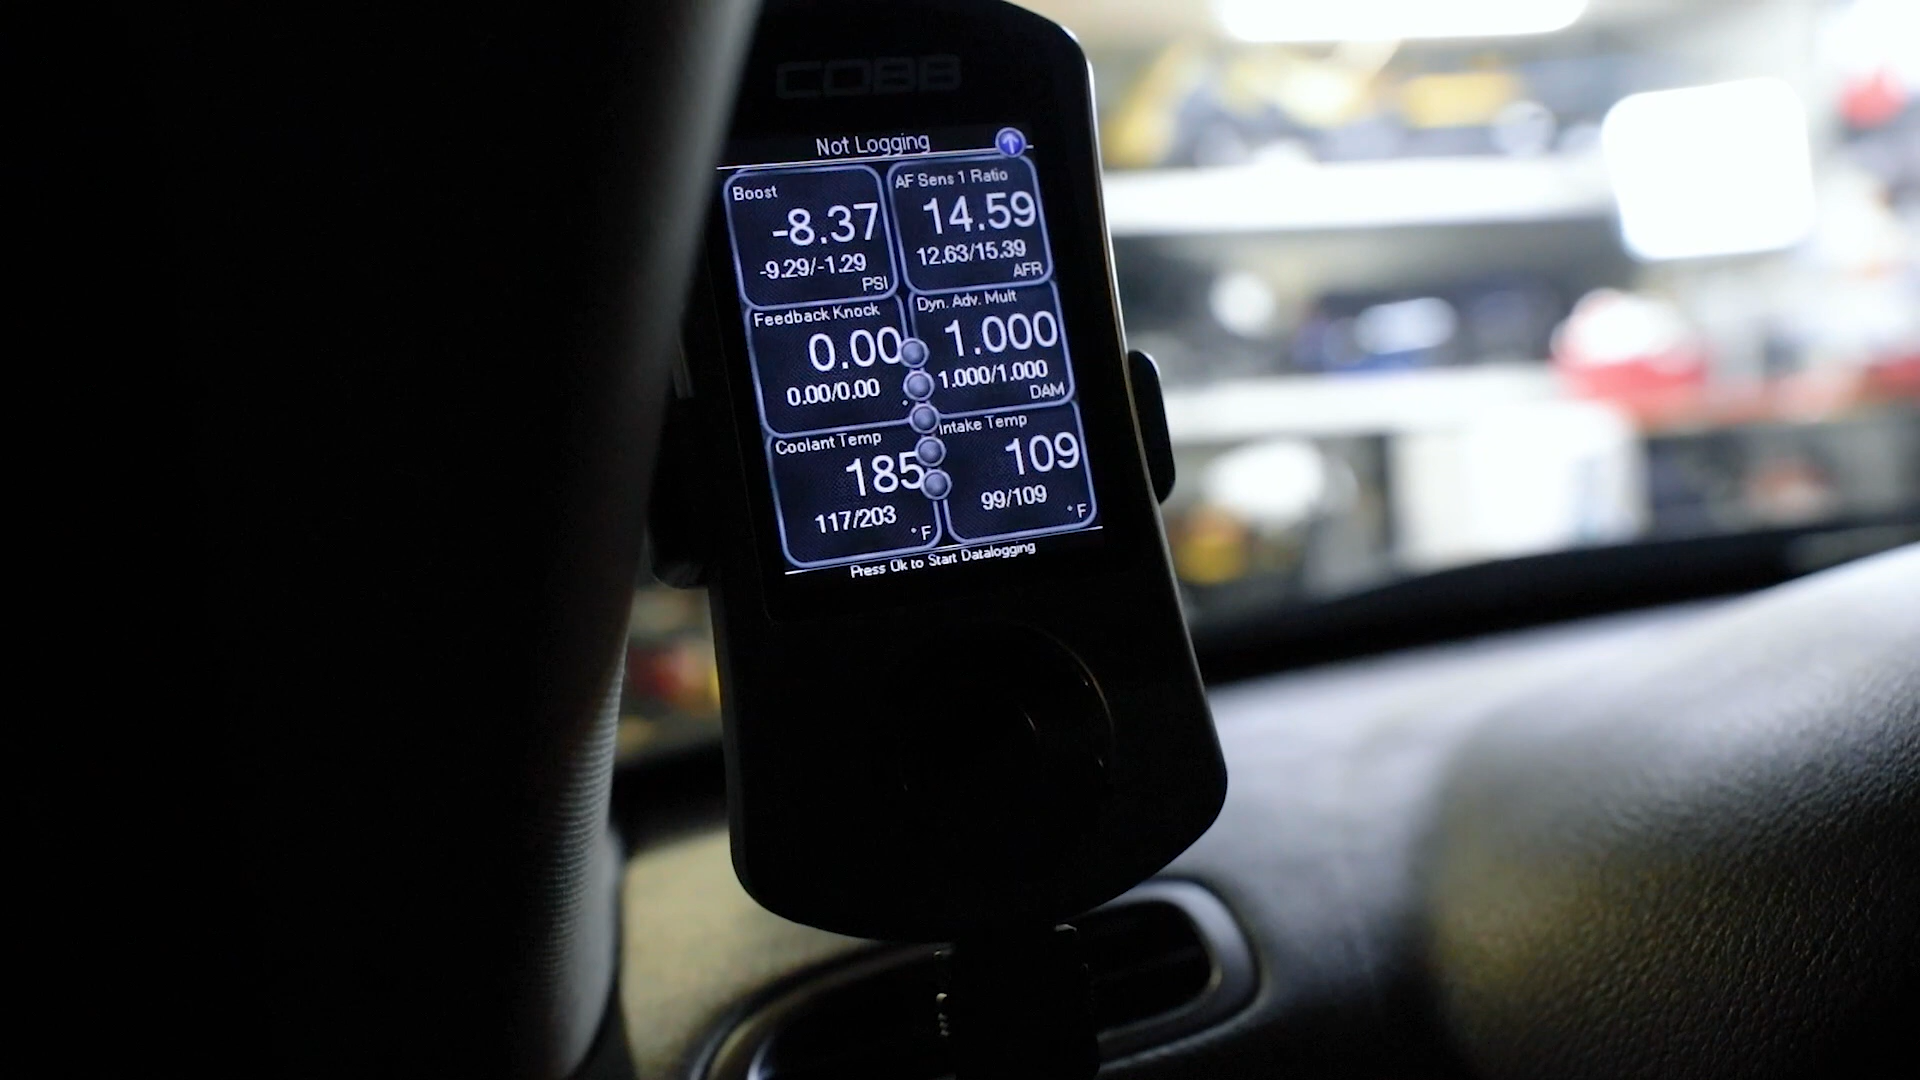 COBB
Not Logging
Boost
-8.37
-9.29/-1.29
PSI
AF Sens 1 Ratio
14.59
12.63/15.39
AFR
Feedback Knock
0.00
0.00/0.00
°
Dyn. Adv. Mult
1.000
1.000/1.000
DAM
Coolant Temp
185
117/203
°F
Intake Temp
109
99/109
°F
Press Ok to Start Datalogging